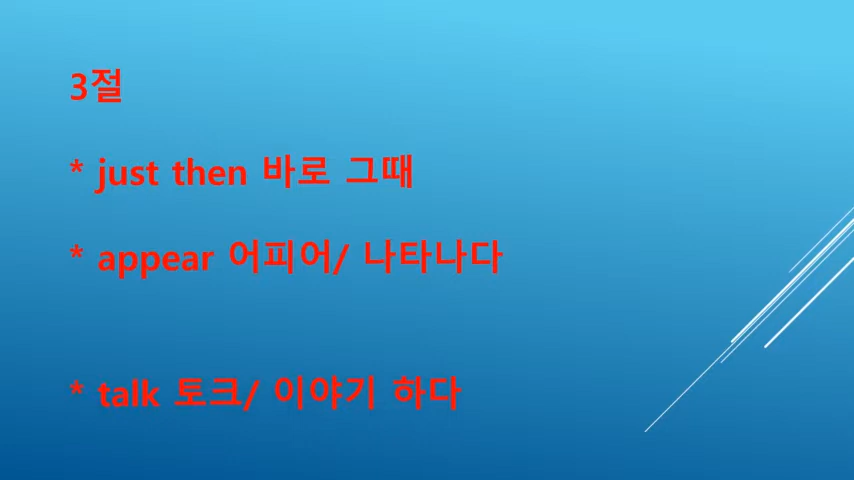 3절
* just then 바로 그때
* appear 어피어/ 나타나다
* talk 토크/ 이야기 하다